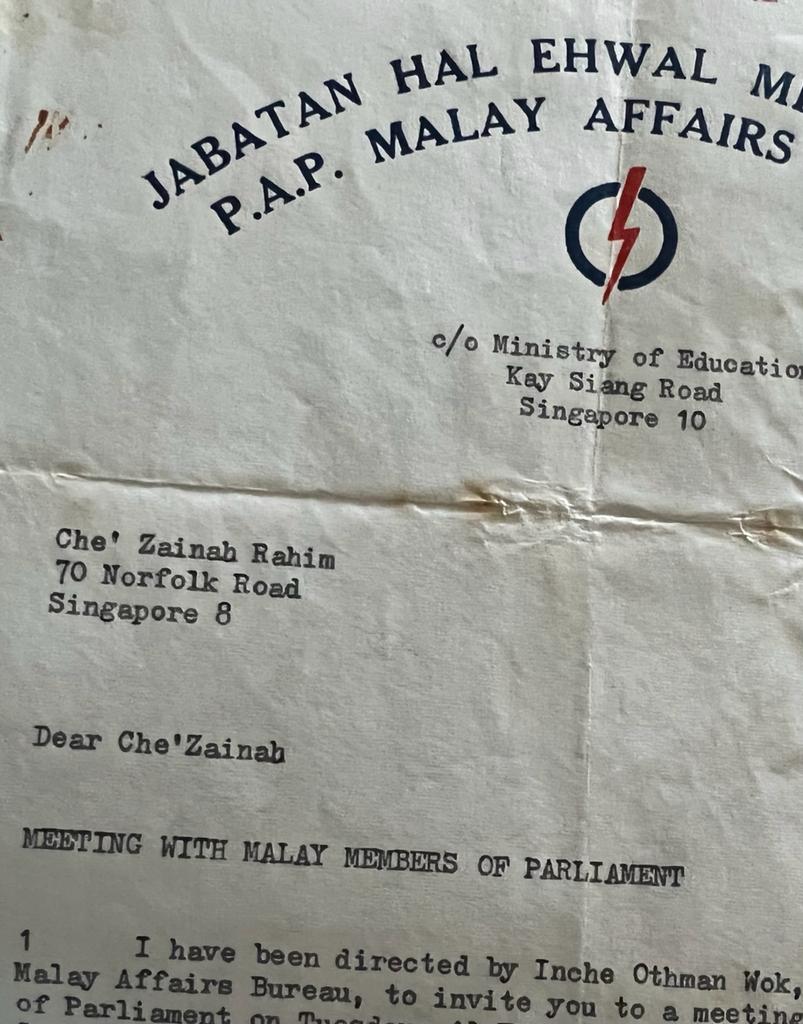 JABATAN HAL EHWAL
P.A.P. MALAY AFFAIRS
c/o Ministry of Education
Kay Siang Road
Singapore 10
Che' Zainab Rahim
70 Norfolk Road
Singapore 8
Dear Che'Zainab
MEETING WITH MALAY MEMBERS OF PARLIAMENT
1 I have been directed by Inche Othman Wok,
Malay Affairs Bureau, to invite you to a meeting
of Parliament on